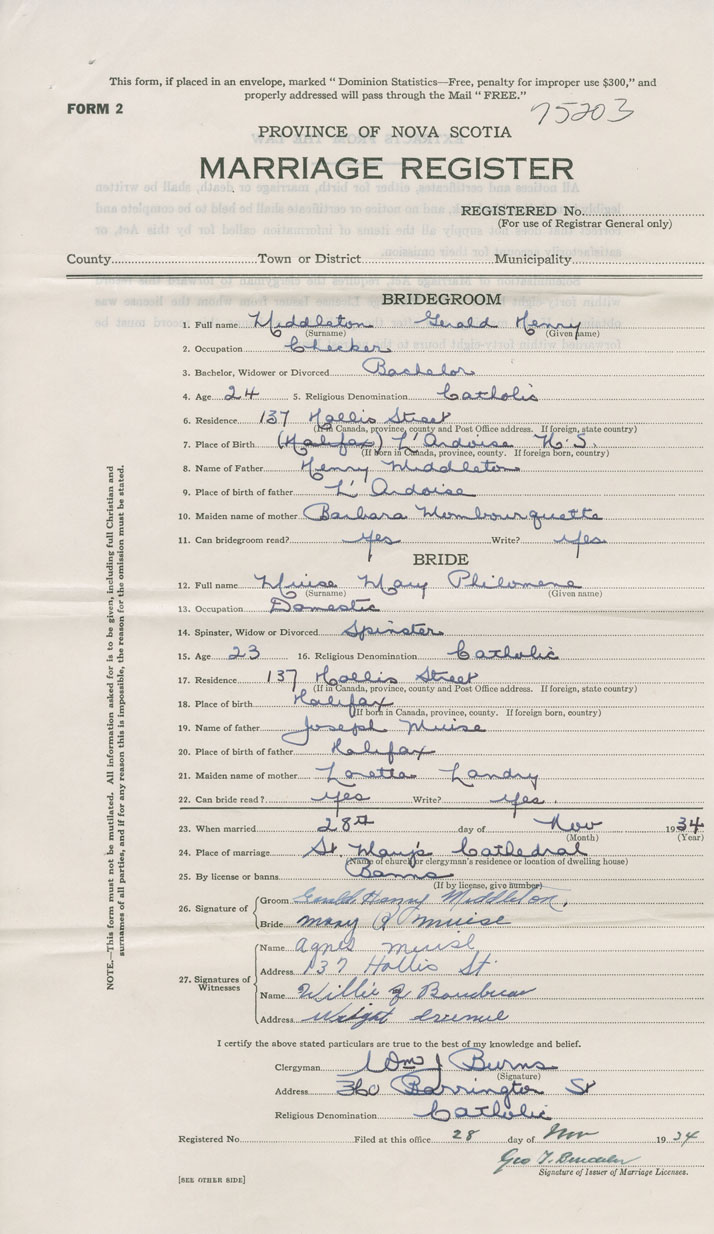 This form, if placed in an envelope, marked " Dominion Statistics—Free, penalty for improper use $300," and
properly addressed will pass through the Mail " FREE."
FORM 2
75203
PROVINCE OF NOVA SCOTIA
MARRIAGE REGISTER
REGISTERED No.
(For use of Registrar General only)
County Town or District Municipality
BRIDEGROOM
1. Full name Middleton Gerald Henry
(Surname) (Given name)
2. Occupation Checker
3. Bachelor, Widower or Divorced Bachelor
4. Age 24 5. Religious Denomination Catholic
6. Residence 137 Hollis Street
(If in Canada, province, county and Post Office address. If foreign, state country)
7. Place of Birth (Halifax) L'Ardoise N.S.
(If born in Canada, province, county. If foreign born, country)
8. Name of Father Henry Middleton
9. Place of birth of father L'Ardoise
10. Maiden name of mother Barbara Mombourquette
11. Can bridegroom read? yes Write? yes
BRIDE
12. Full name Muise Mary Philomene
(Surname) (Given name)
13. Occupation Domestic
14. Spinster, Widow or Divorced Spinster
15. Age 23 16. Religious Denomination Catholic
17. Residence 137 Hollis Street
(If in Canada, province, county and Post Office address. If foreign, state country)
18. Place of birth Halifax
(If born in Canada, province, county. If foreign born, country)
19. Name of father Joseph Muise
20. Place of birth of father Halifax
21. Maiden name of mother Loretta Landry
22. Can bride read? yes Write? yes.
23. When married 28th day of Nov 1934
(Month) (Year)
24. Place of marriage St. Mary's Cathedral
(Name of church or clergyman's residence or location of dwelling house)
25. By license or banns Banns
(If by license, give number)
26. Signature of
Groom Gerald Henry Middleton.
Bride Mary P Muise
27. Signatures of Witnesses
Name Agnes Muise
Address 137 Hollis St.
Name Willie Boudreau
Address Wright Avenue
I certify the above stated particulars are true to the best of my knowledge and belief.
Clergyman Wm J Burns
(Signature)
Address 360 Barrington St
Religious Denomination Catholic
Registered No. Filed at this office 28 day of Nov 1934
Geo T.
Signature of Issuer of Marriage Licenses.
[SEE OTHER SIDE]
NOTE.—This form must not be mutilated. All information asked for is to be given, including full Christian and
surnames of all parties, and if for any reason this is impossible, the reason for the omission must be stated.